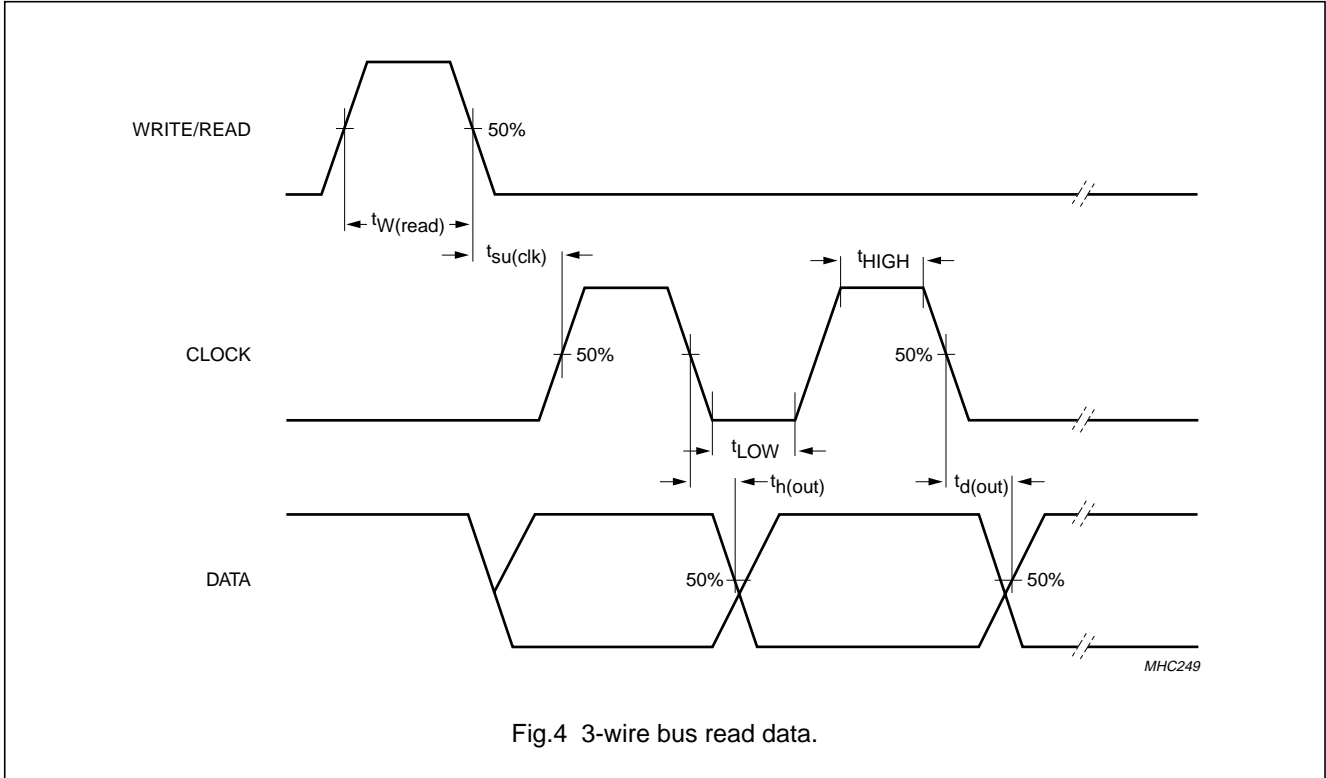 WRITE/READ
50%
tW(read)
tsu(clk)
tHIGH
CLOCK
50%
50%
tLOW
th(out)
td(out)
DATA
50%
50%
MHC249
Fig.4 3-wire bus read data.